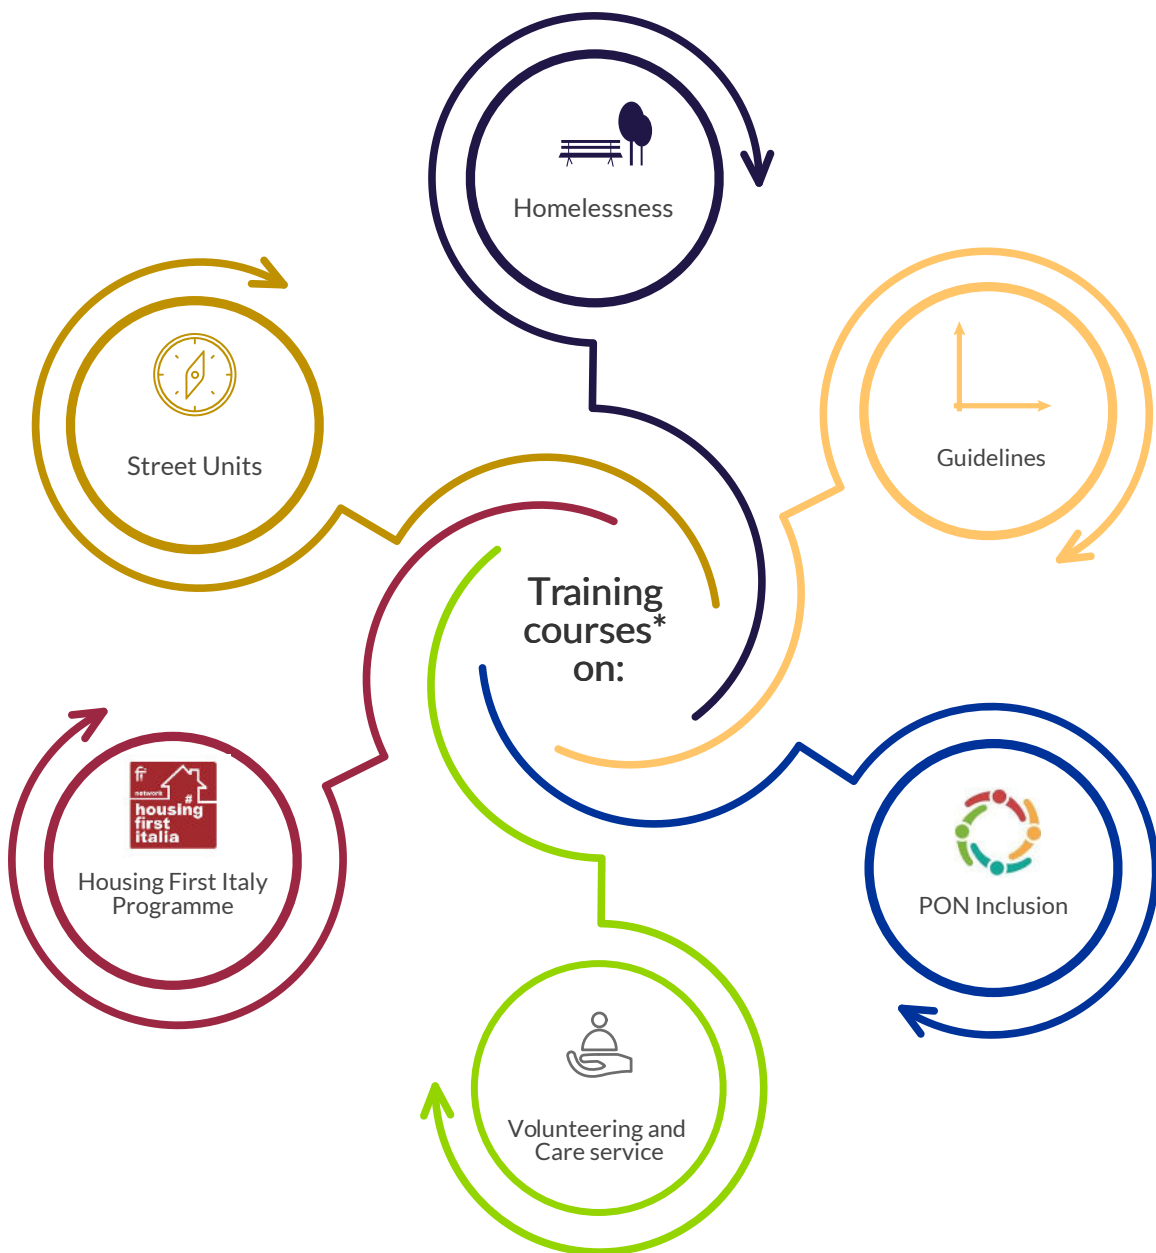 Homelessness
Guidelines
Street Units
Training
courses*
on:
network
#
housing
first
italia
Housing First Italy
Programme
PON Inclusion
Volunteering and
Care service